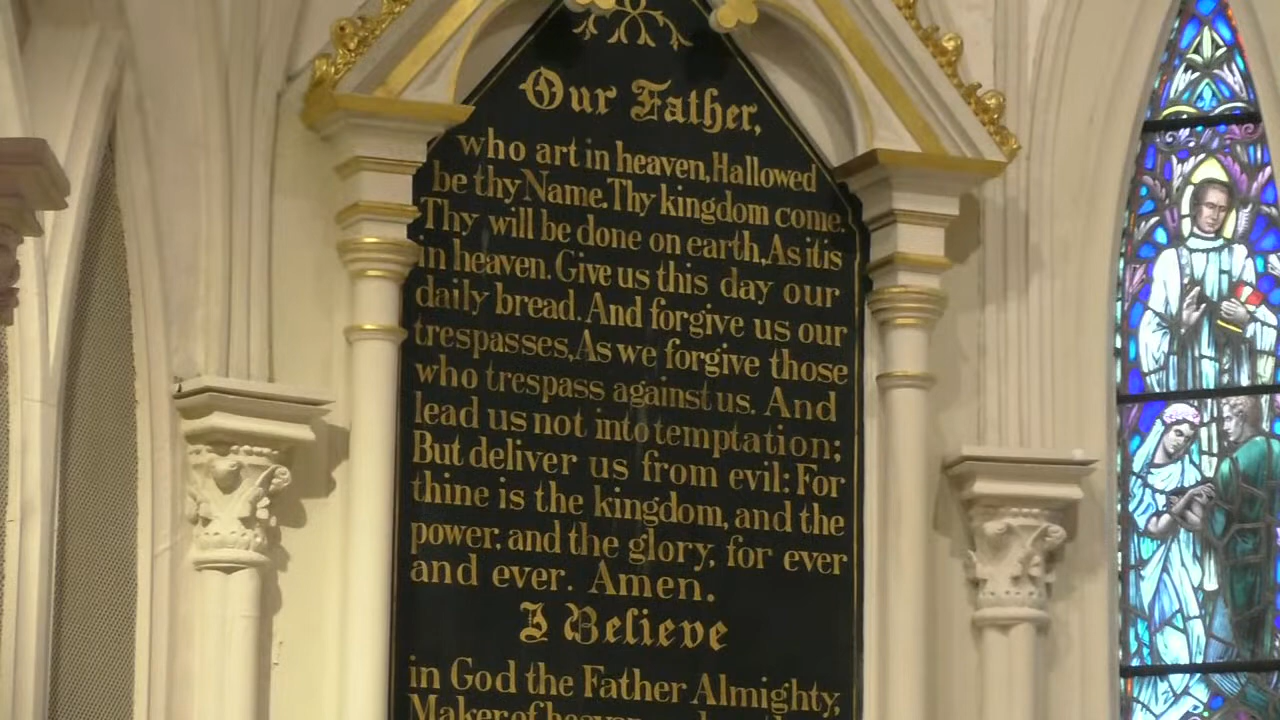 Our Father,
who art in heaven, Hallowed
be thy Name. Thy kingdom come.
Thy will be done on earth, As it is
in heaven. Give us this day our
daily bread. And forgive us our
trespasses, As we forgive those
who trespass against us. And
lead us not into temptation;
But deliver us from evil: For
thine is the kingdom, and the
power, and the glory, for ever
and ever. Amen.
I Believe
in God the Father Almighty,
Maker of heaven